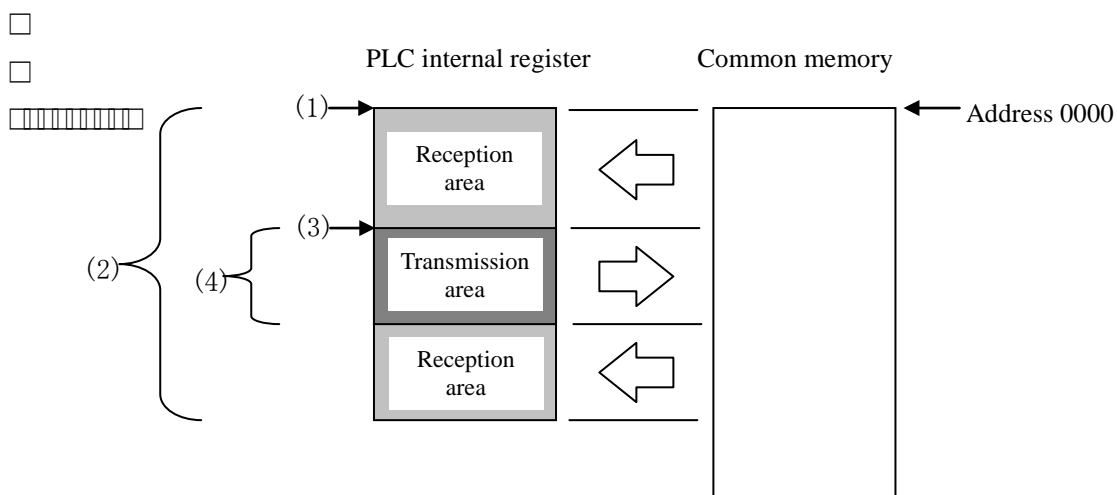 PLC internal register
Common memory
(1)
Address 0000
Reception
area
(3)
(2)
(4)
Transmission
area
Reception
area